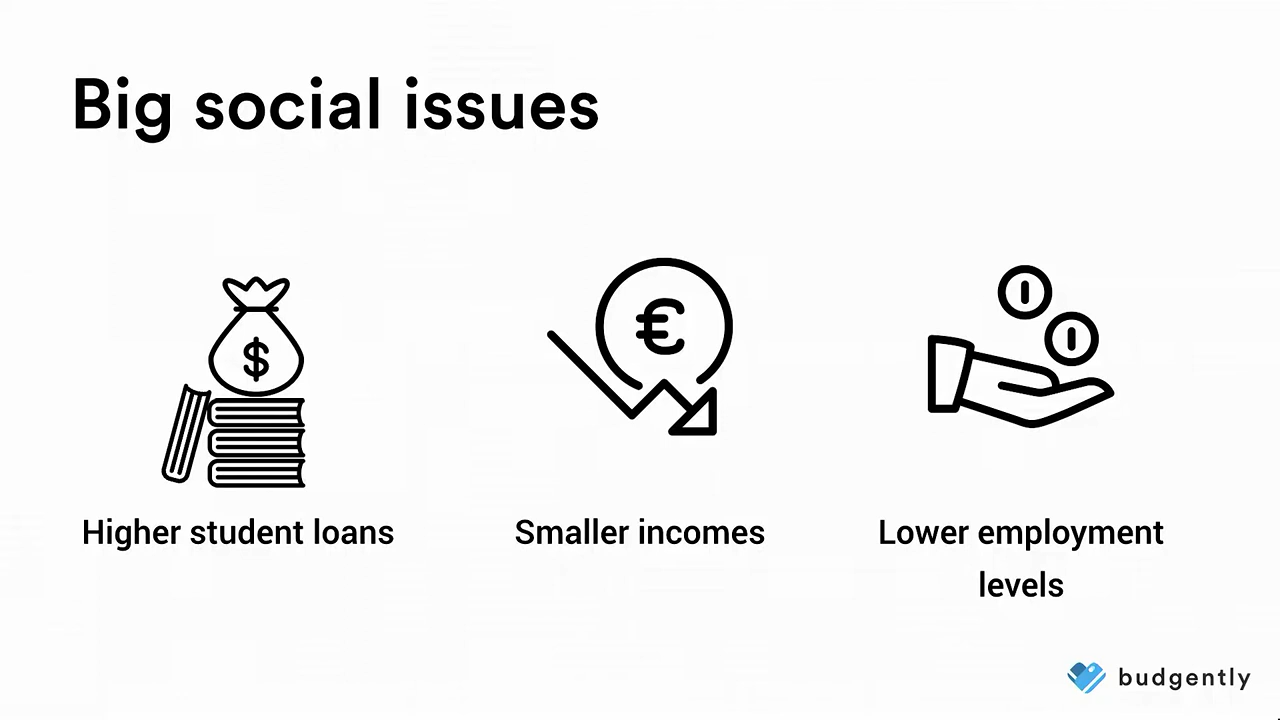 Big social issues
$
€
Higher student loans
Smaller incomes
Lower employment
levels
budgently